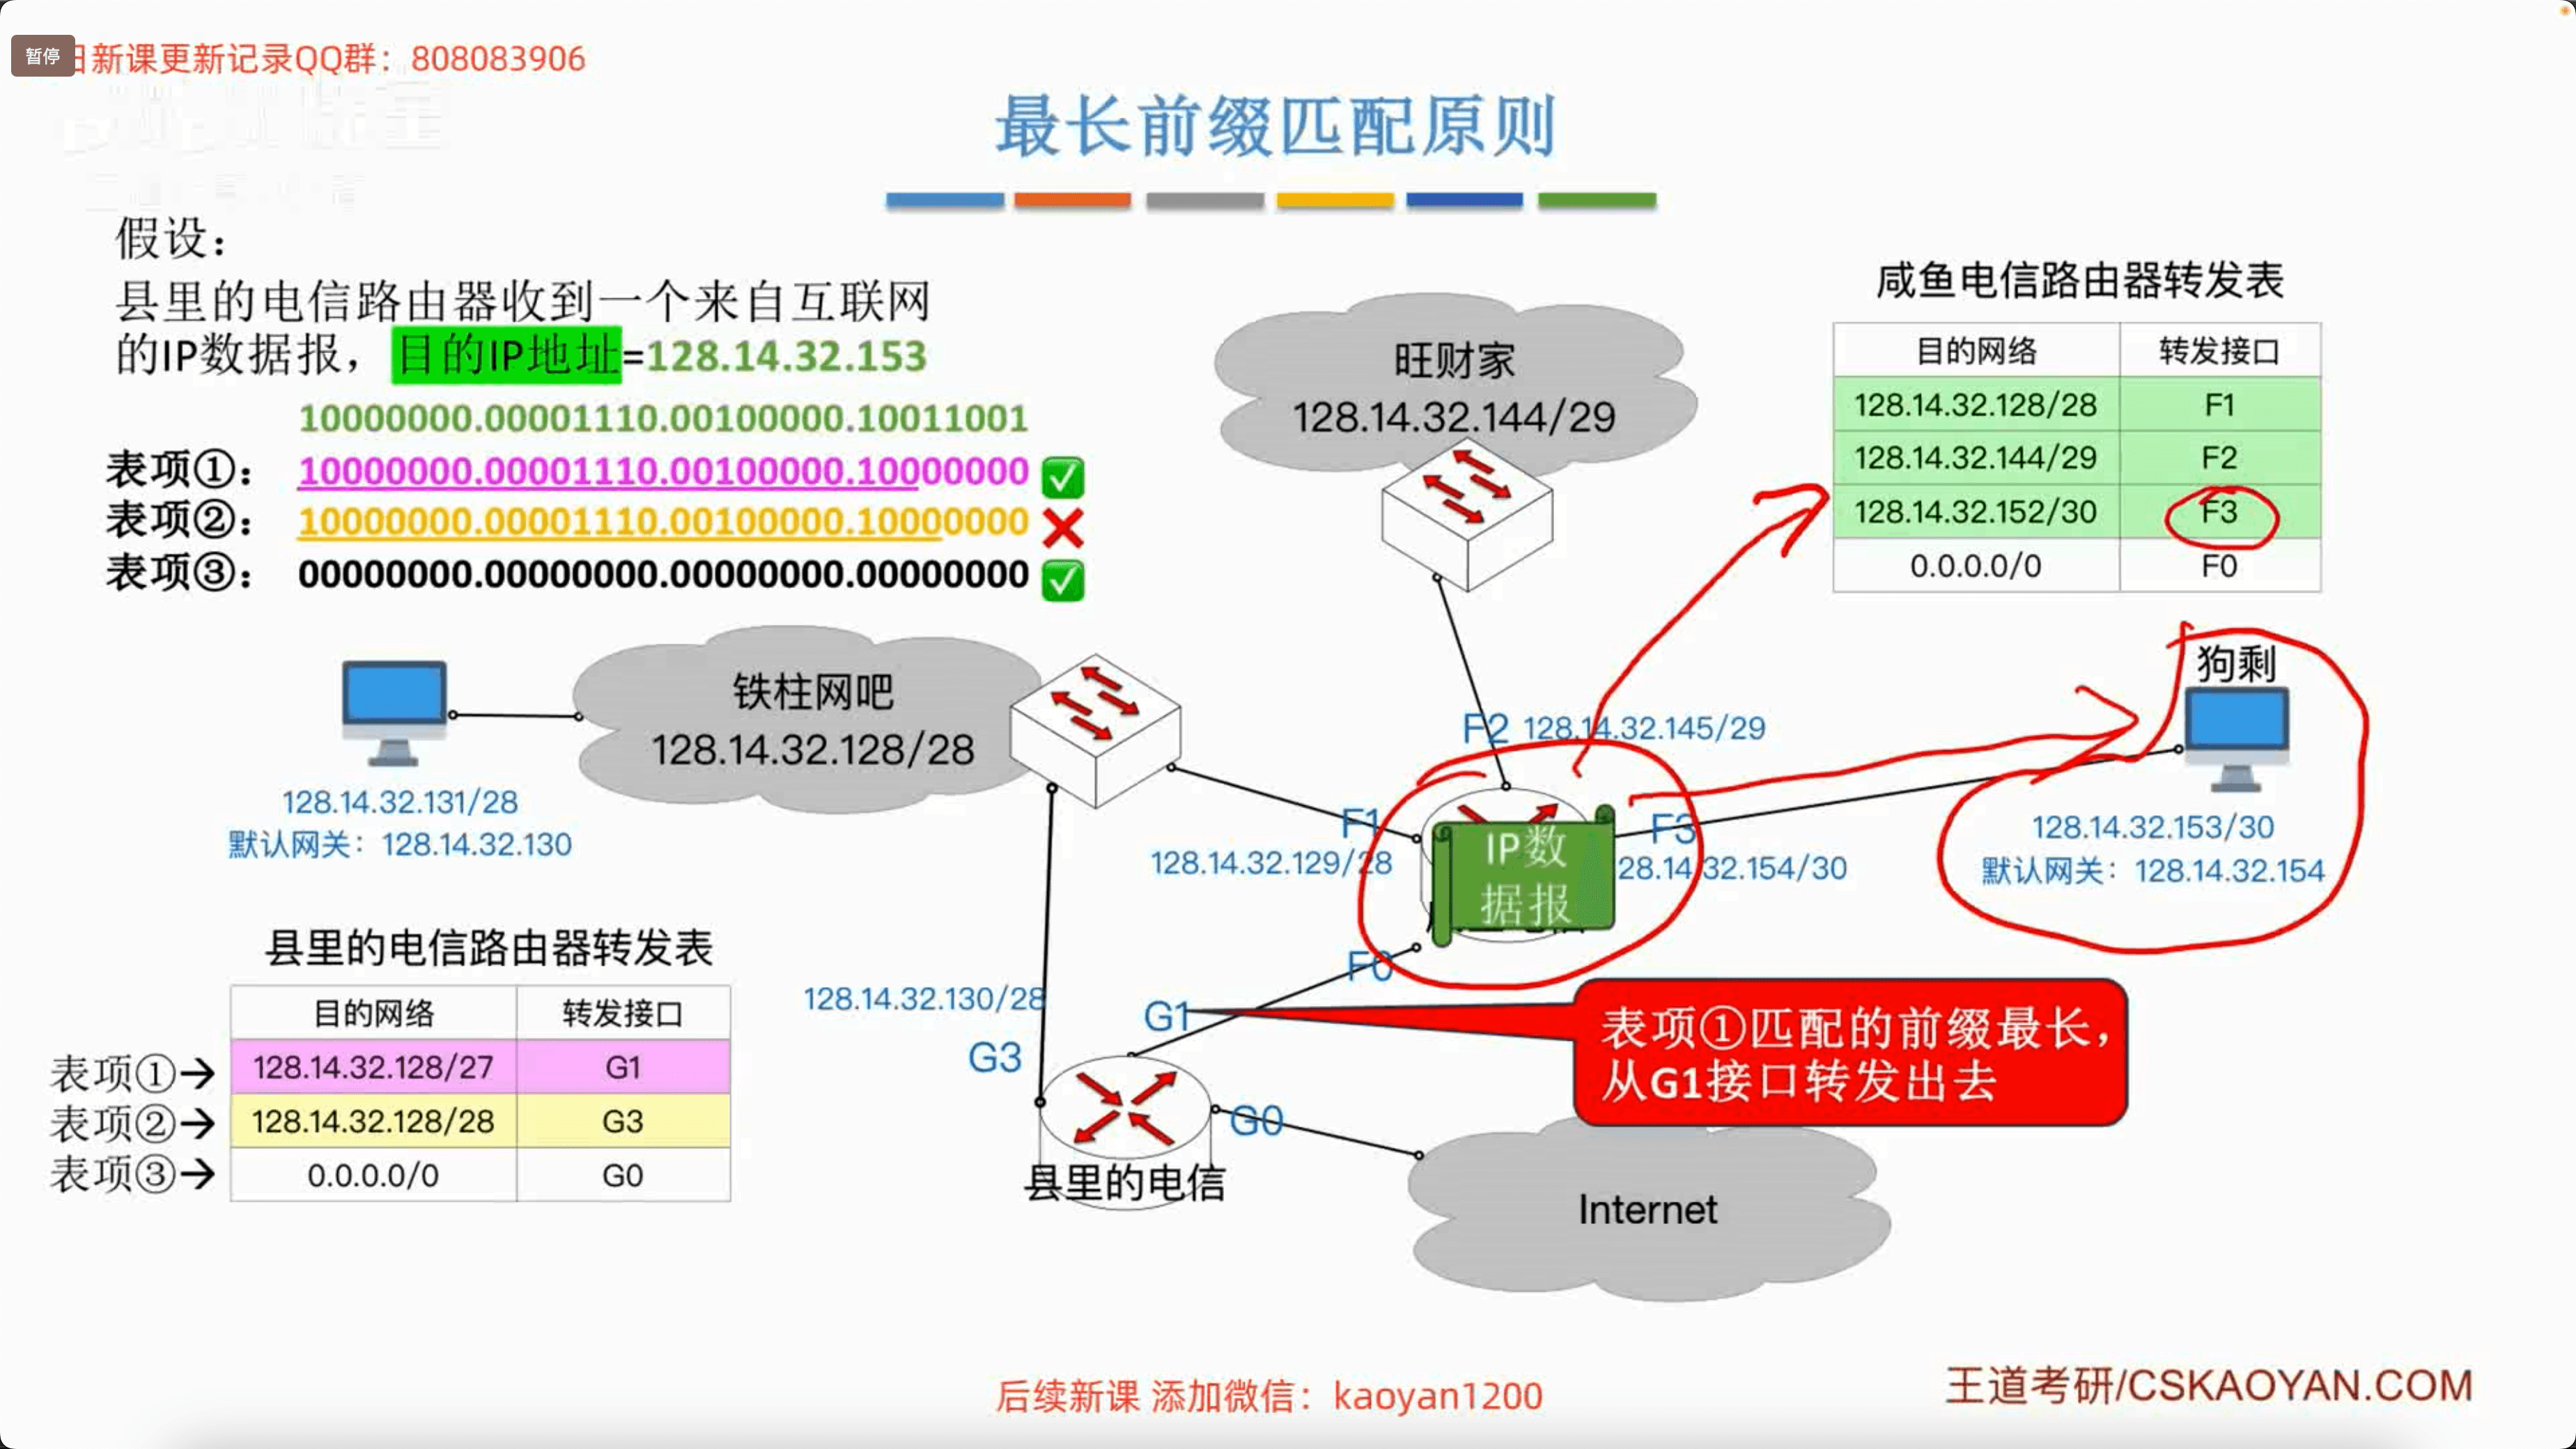 暂停
日新课更新记录QQ群：808083906
最长前缀匹配原则
假设：
县里的电信路由器收到一个来自互联网
的IP数据报，目的IP地址=128.14.32.153
10000000.00001110.00100000.10011001
表项①： 10000000.00001110.00100000.10000000
表项②： 10000000.00001110.00100000.10000000
表项③： 00000000.00000000.00000000.00000000
咸鱼电信路由器转发表
目的网络 转发接口
128.14.32.128/28 F1
128.14.32.144/29 F2
128.14.32.152/30 F3
0.0.0.0/0 F0
旺财家
128.14.32.144/29
铁柱网吧
128.14.32.128/28
128.14.32.131/28
默认网关：128.14.32.130
F2 128.14.32.145/29
F1
128.14.32.129/28
IP数
据报
F3
28.14.32.154/30
F0
狗剩
128.14.32.153/30
默认网关：128.14.32.154
128.14.32.130/28
G3
G1
G0
县里的电信
Internet
表项①匹配的前缀最长，
从G1接口转发出去
县里的电信路由器转发表
目的网络 转发接口
表项①→ 128.14.32.128/27 G1
表项②→ 128.14.32.128/28 G3
表项③→ 0.0.0.0/0 G0
后续新课 添加微信：kaoyan1200
王道考研/CSKAOYAN.COM